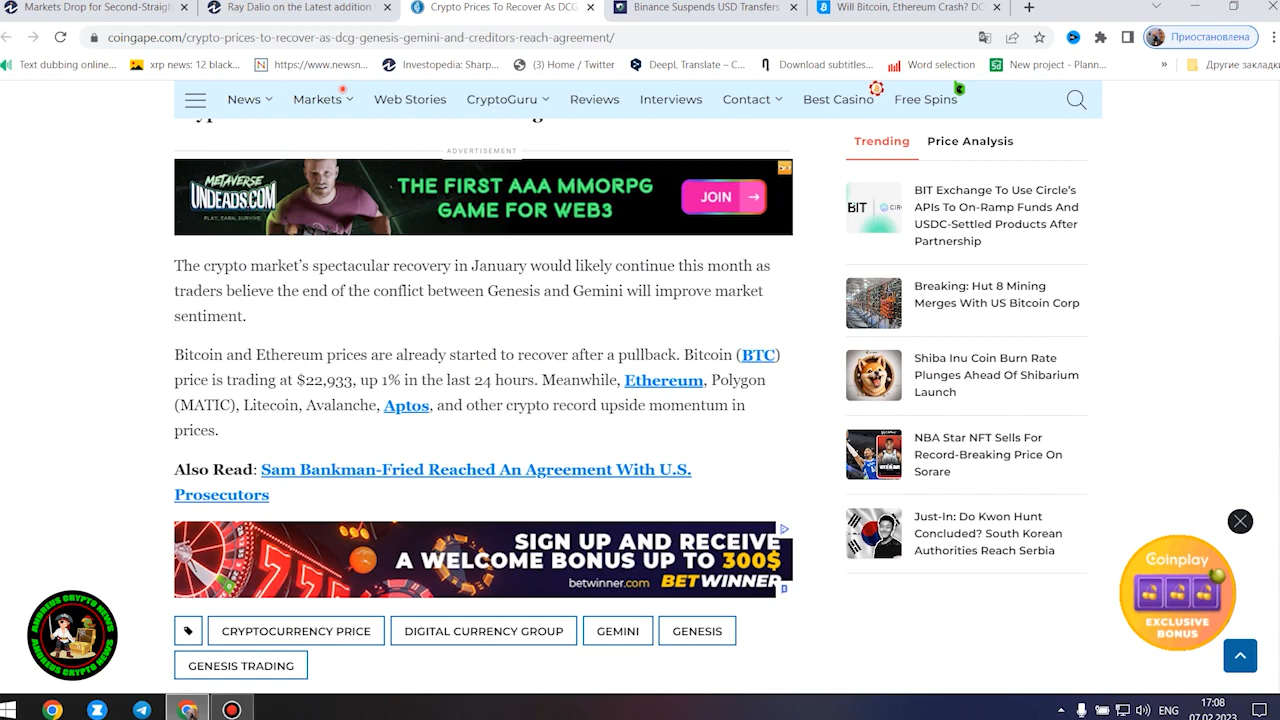 Markets Drop for Second-Straigh
Ray Dalio on the Latest addition
Crypto Prices To Recover As DCG
Binance Suspends USD Transfers
Will Bitcoin, Ethereum Crash? DC
coingape.com/crypto-prices-to-recover-as-dcg-genesis-gemini-and-creditors-reach-agreement/
Приостановлена
Text dubbing online...
xrp news: 12 black...
https://www.newsn...
Investopedia: Sharp...
(3) Home / Twitter
DeepL Translate – C...
Download subtitles...
Word selection
New project - Plann...
»
Другие закладки
News
Markets
Web Stories
CryptoGuru
Reviews
Interviews
Contact
Best Casino
Free Spins
ADVERTISEMENT
METAVERSE
UNDEADS.COM
PLAY, EARN, SURVIVE
THE FIRST AAA MMORPG
GAME FOR WEB3
JOIN
The crypto market's spectacular recovery in January would likely continue this month as
traders believe the end of the conflict between Genesis and Gemini will improve market
sentiment.
Bitcoin and Ethereum prices are already started to recover after a pullback. Bitcoin (BTC)
price is trading at $22,933, up 1% in the last 24 hours. Meanwhile, Ethereum, Polygon
(MATIC), Litecoin, Avalanche, Aptos, and other crypto record upside momentum in
prices.
Also Read: Sam Bankman-Fried Reached An Agreement With U.S.
Prosecutors
SIGN UP AND RECEIVE
A WELCOME BONUS UP TO 300$
betwinner.com BETWINNER
CRYPTOCURRENCY PRICE
DIGITAL CURRENCY GROUP
GEMINI
GENESIS
GENESIS TRADING
Trending
Price Analysis
BIT
CIR
BIT Exchange To Use Circle's
APIs To On-Ramp Funds And
USDC-Settled Products After
Partnership
Breaking: Hut 8 Mining
Merges With US Bitcoin Corp
Shiba Inu Coin Burn Rate
Plunges Ahead Of Shibarium
Launch
NBA Star NFT Sells For
Record-Breaking Price On
Sorare
Just-In: Do Kwon Hunt
Concluded? South Korean
Authorities Reach Serbia
Coinplay
EXCLUSIVE
BONUS
ANDREUS CRYPTO NEWS
ANDREUS CRYPTO NEWS
ENG
17:08
07.02.2023